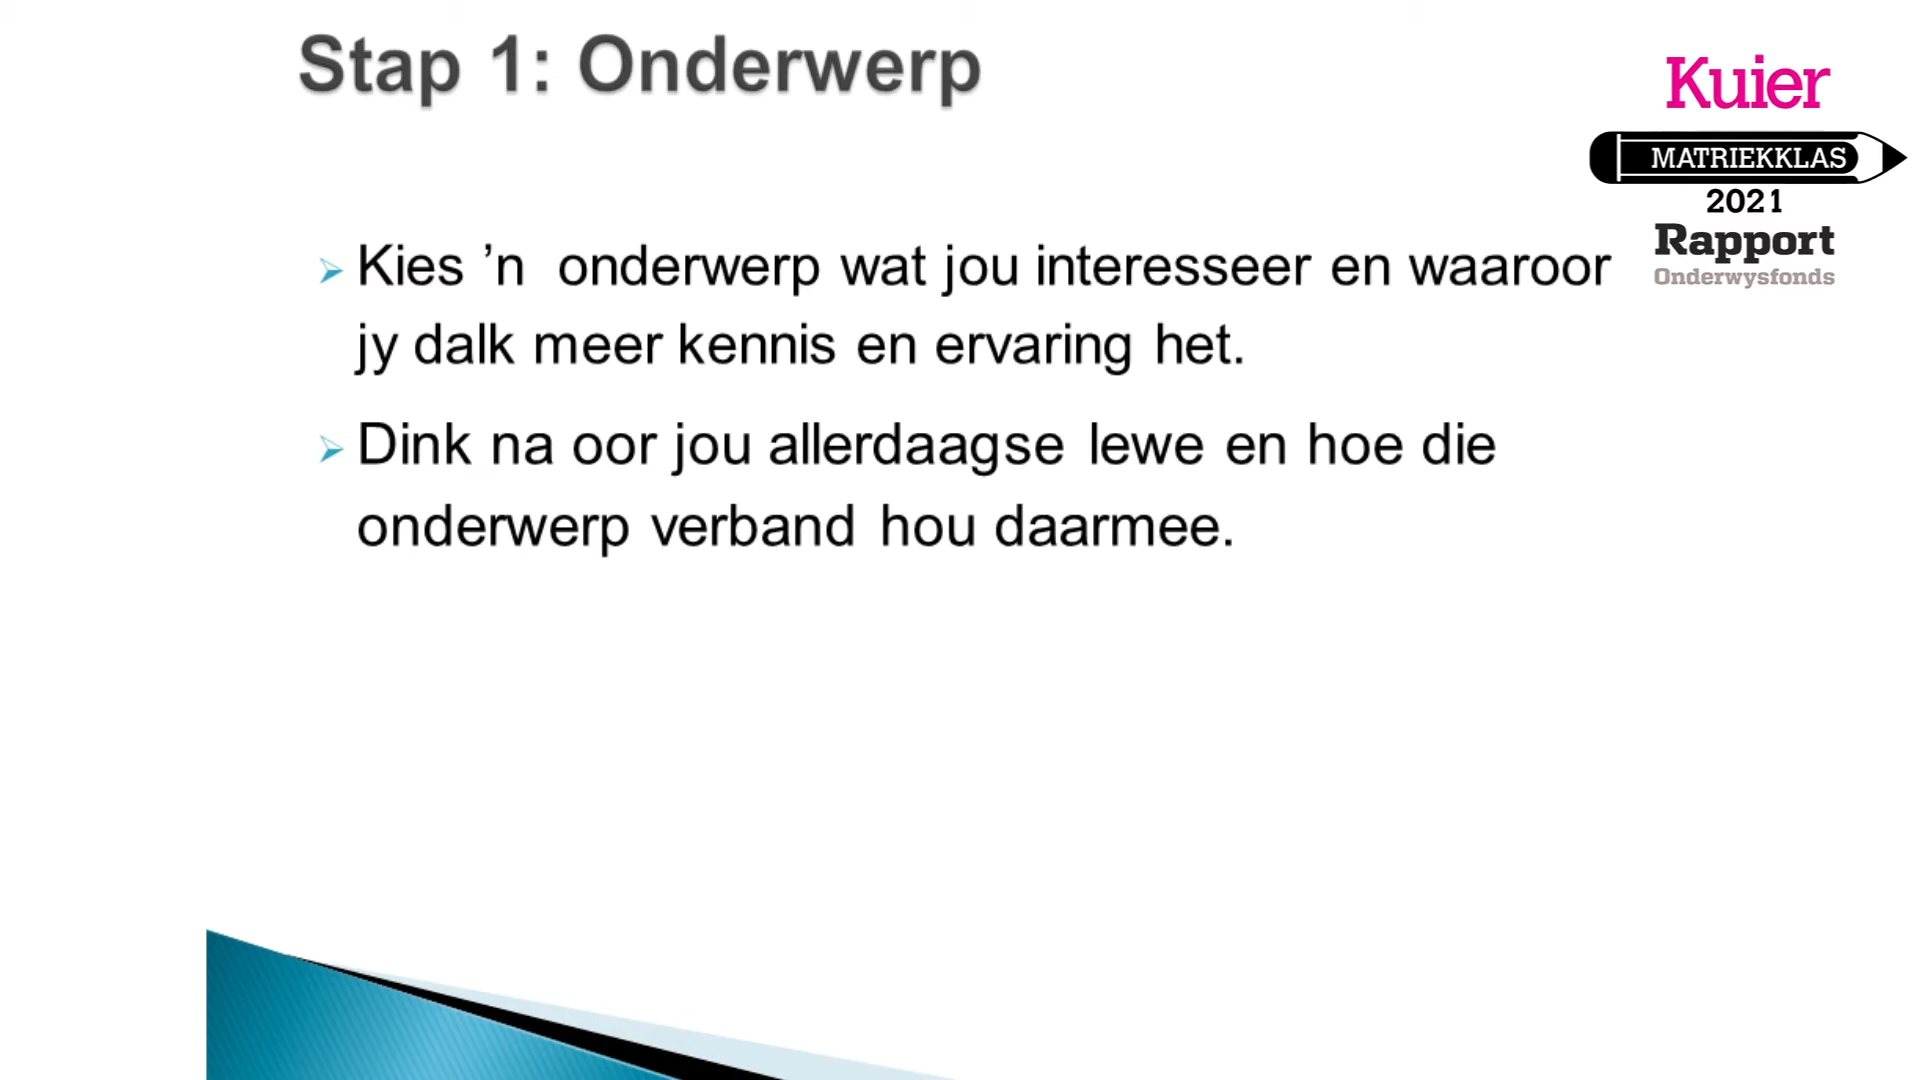 Stap 1: Onderwerp
Kuier
MATRIEKKLAS
2021
Rapport
Onderwysfonds
Kies ’n onderwerp wat jou interesseer en waaroor
jy dalk meer kennis en ervaring het.
Dink na oor jou allerdaagse lewe en hoe die
onderwerp verband hou daarmee.